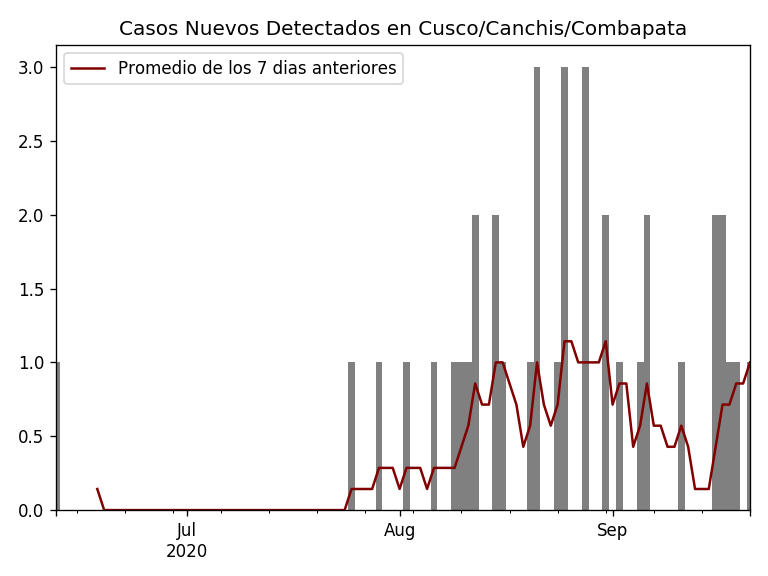 Casos Nuevos Detectados en Cusco/Canchis/Combapata
Promedio de los 7 dias anteriores
3.0
2.5
2.0
1.5
1.0
0.5
0.0
Jul
2020
Aug
Sep